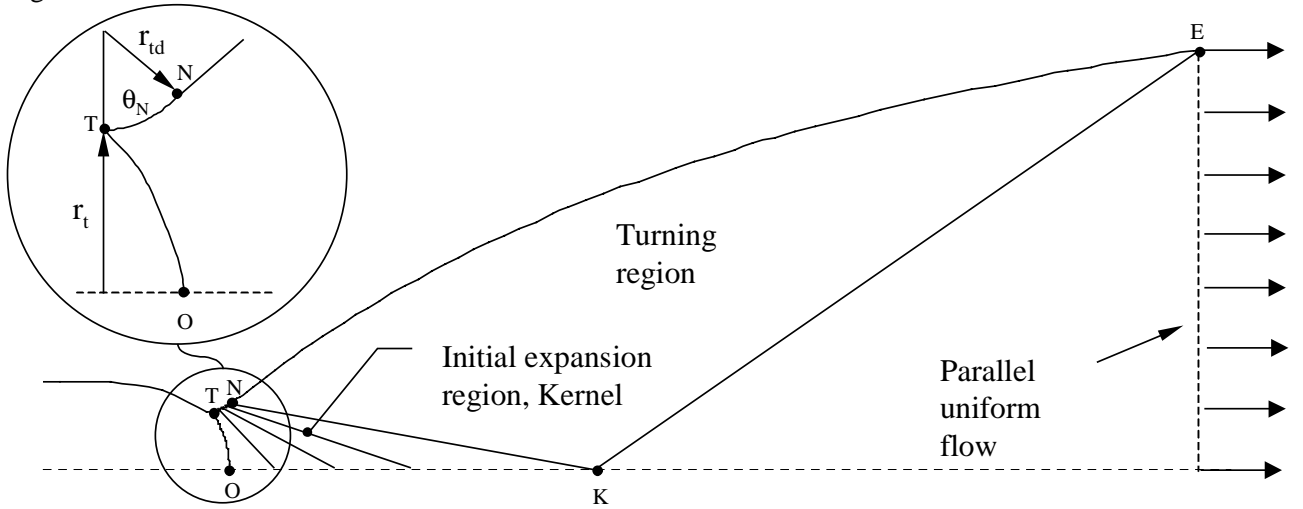 r_td
N
θ_N
T
r_t
O
E
Turning
region
Initial expansion
region, Kernel
Parallel
uniform
flow
T N
O
K